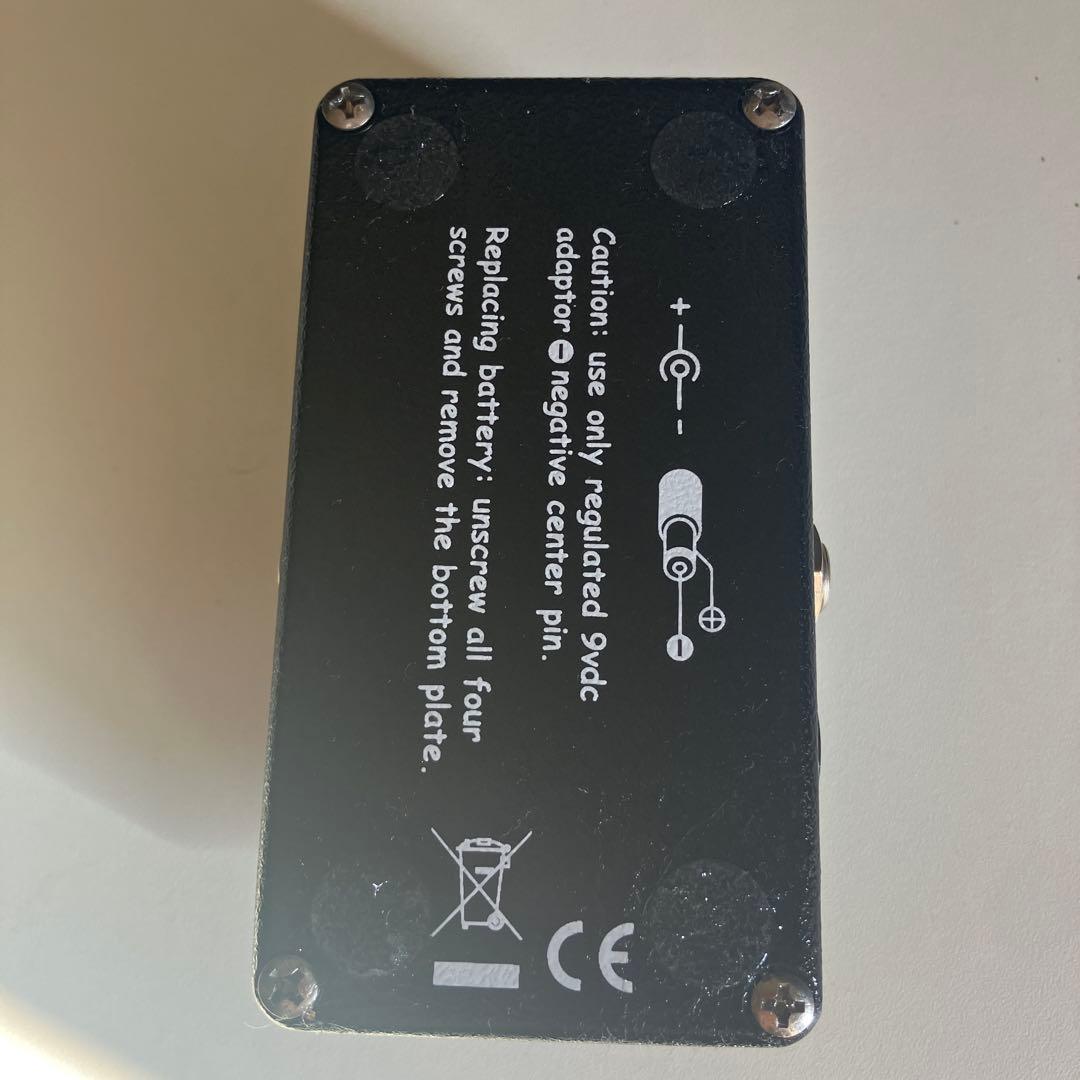 + -
Caution: use only regulated 9vdc
adaptor ⊖ negative center pin.
Replacing battery: unscrew all four
screws and remove the bottom plate.
CE